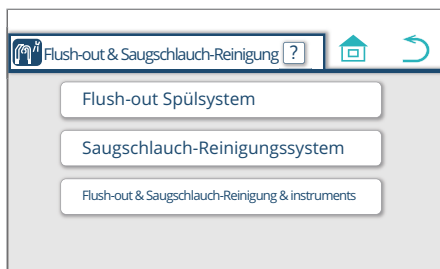 Flush-out & Saugschlauch-Reinigung ?
Flush-out Spülsystem
Saugschlauch-Reinigungssystem
Flush-out & Saugschlauch-Reinigung & instruments